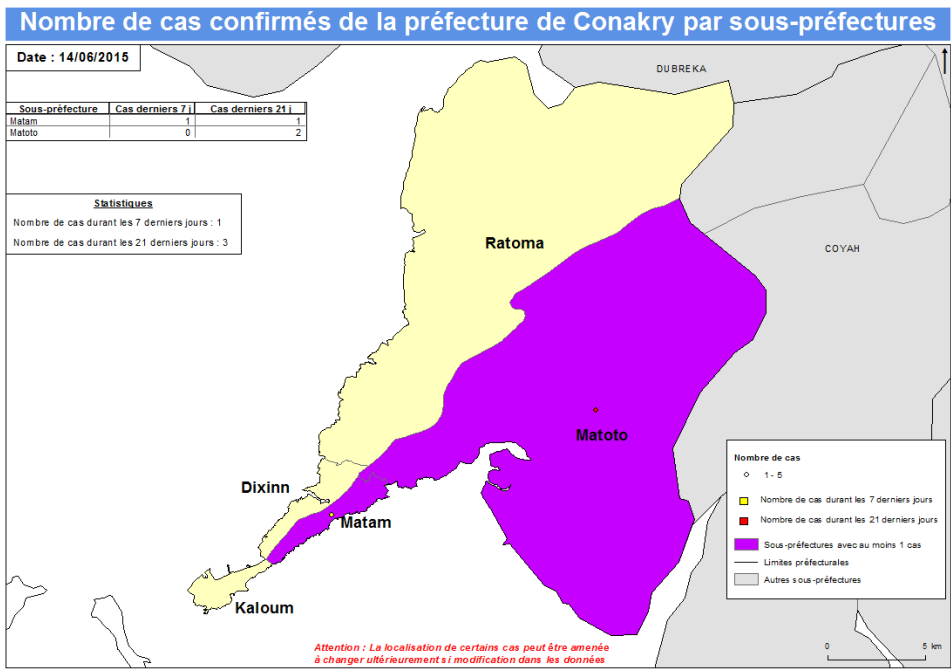 Nombre de cas confirmés de la préfecture de Conakry par sous-préfectures
Date : 14/06/2015
DUBREKA
Sous-préfecture Cas derniers 7 j Cas derniers 21 j
Matam 1 1
Matoto 0 2
Statistiques
Nombre de cas durant les 7 derniers jours : 1
Nombre de cas durant les 21 derniers jours : 3
Ratoma
COYAH
Matoto
Dixinn
Matam
Kaloum
Nombre de cas
1 - 5
Nombre de cas durant les 7 derniers jours
Nombre de cas durant les 21 derniers jours
Sous-préfectures avec au moins 1 cas
Limites préfecturales
Autres sous-préfectures
0 5 km
Attention : La localisation de certains cas peut être amenée
à changer ultérieurement si modification dans les données